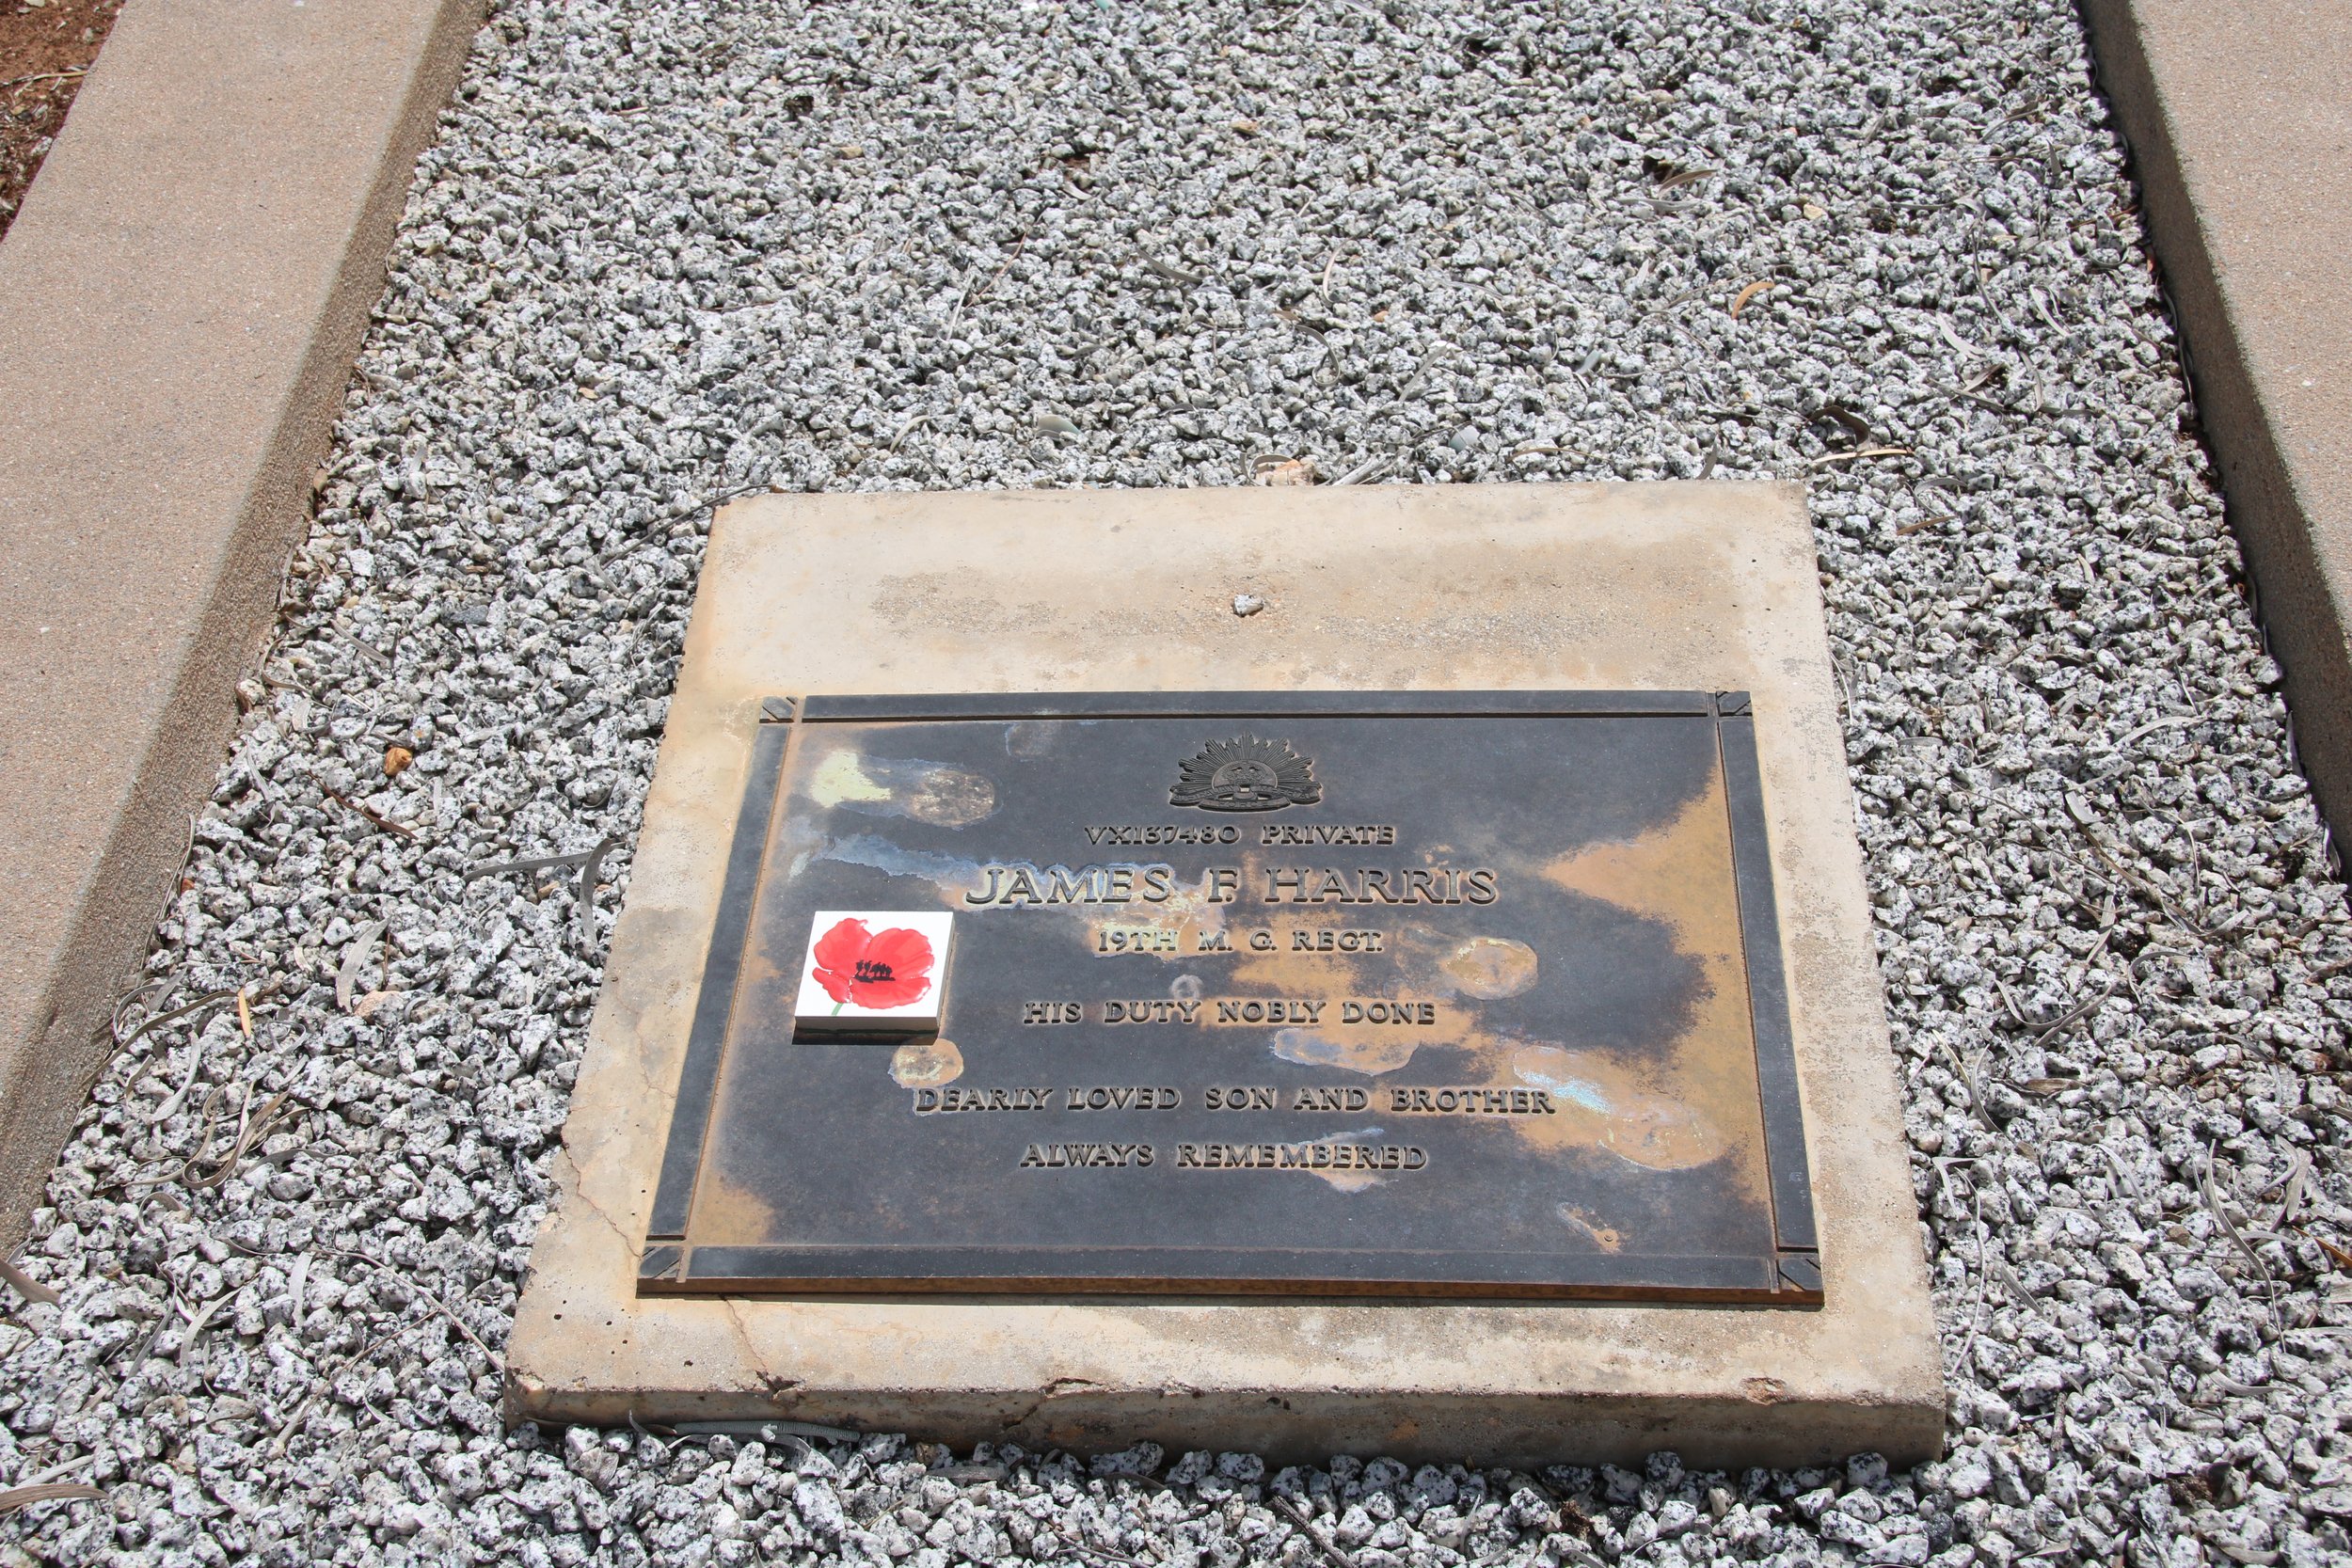 VX137480 PRIVATE
JAMES F. HARRIS
19TH M. G. REGT.
HIS DUTY NOBLY DONE
DEARLY LOVED SON AND BROTHER
ALWAYS REMEMBERED